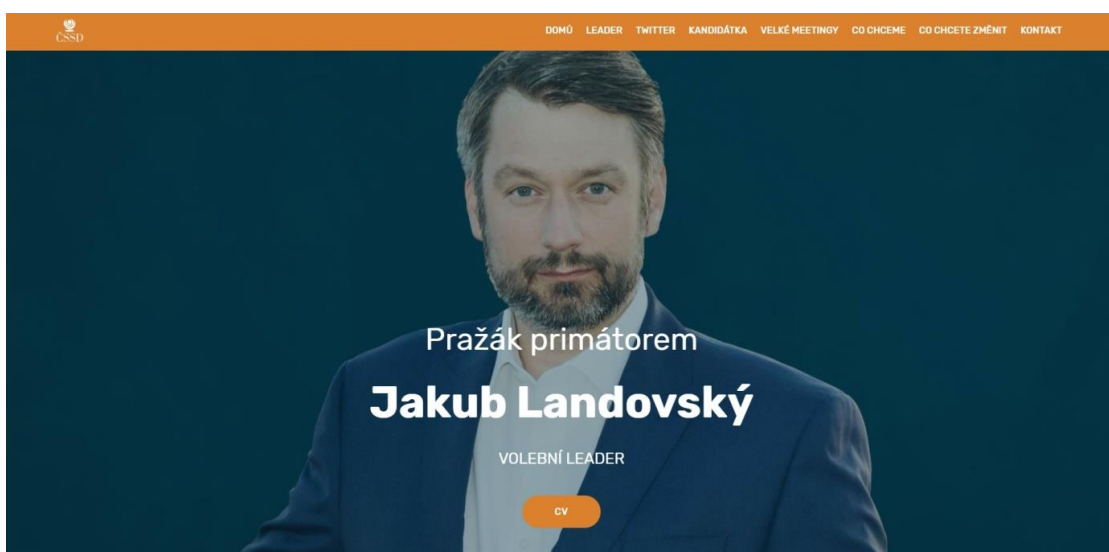 ČSSD
DOMŮ LEADER TWITTER KANDIDÁTKA VELKÉ MEETINGY CO CHCEME CO CHCETE ZMĚNIT KONTAKT
Pražák primátorem
Jakub Landovský
VOLEBNÍ LEADER
CV